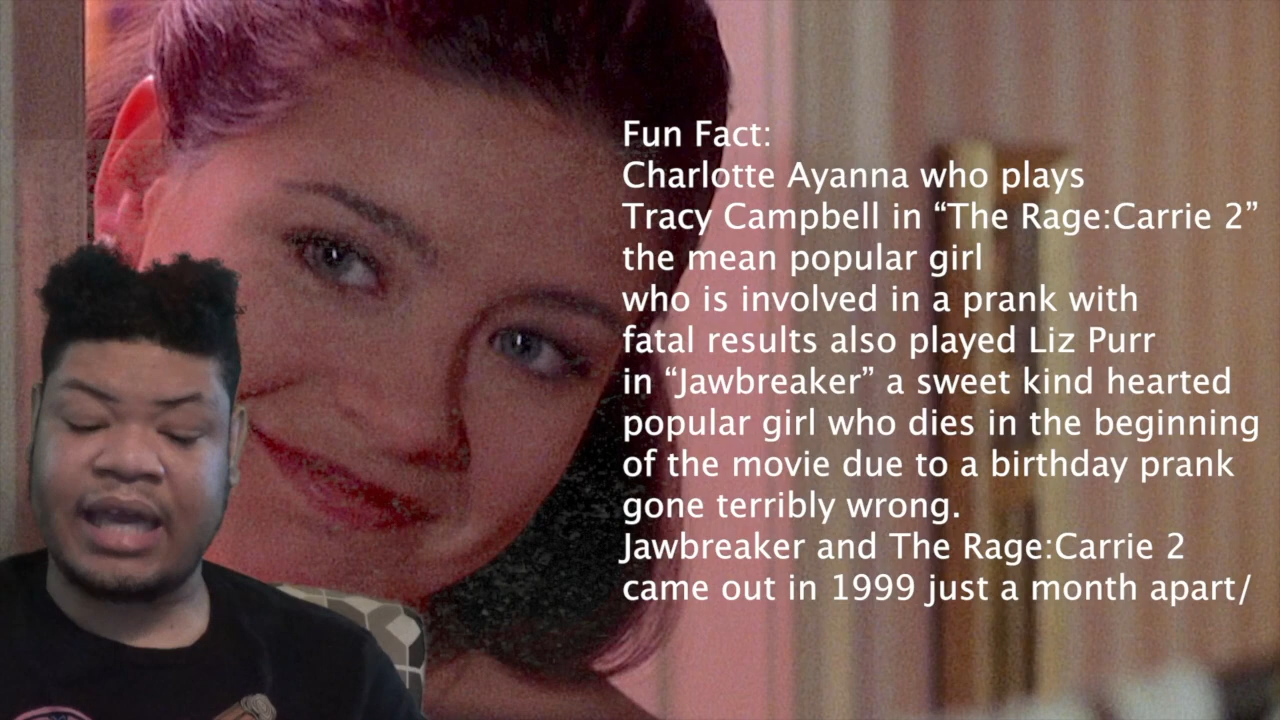 Fun Fact:
Charlotte Ayanna who plays
Tracy Campbell in “The Rage:Carrie 2”
the mean popular girl
who is involved in a prank with
fatal results also played Liz Purr
in “Jawbreaker” a sweet kind hearted
popular girl who dies in the beginning
of the movie due to a birthday prank
gone terribly wrong.
Jawbreaker and The Rage:Carrie 2
came out in 1999 just a month apart/